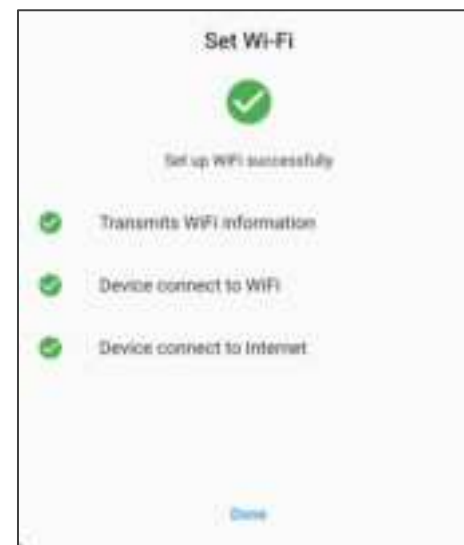 Set Wi-Fi
Set up WiFi successfully
Transmits WiFi information
Device connect to WiFi
Device connect to Internet
Done